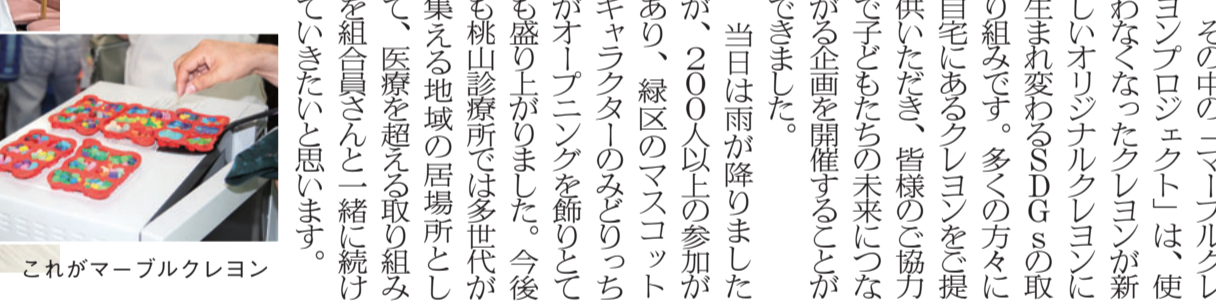 その中の「マーブルクレ
ヨンプロジェクト」は、使
わなくなったクレヨンが新
しいオリジナルクレヨンに
生まれ変わるSDGsの取
り組みです。多くの方々に
自宅にあるクレヨンをご提
供いただき、皆様のご協力
で子どもたちの未来につな
がる企画を開催することが
できました。
当日は雨が降りました
が、200人以上の参加が
あり、緑区のマスコット
キャラクターのみどりっち
がオープニングを飾りとて
も盛り上がりました。今後
も桃山診療所では多世代が
集える地域の居場所とし
て、医療を超える取り組み
を組合員さんと一緒に続け
ていきたいと思います。
これがマーブルクレヨン